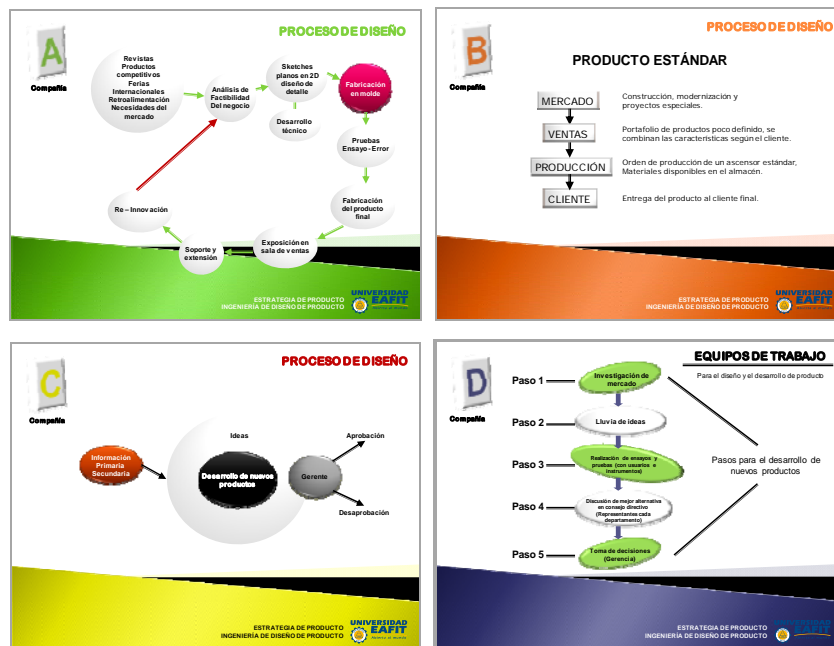 PROCESO DE DISEÑO
A
Compañía
Revistas
Productos
competitivos
Ferias
Internacionales
Retroalimentación
Necesidades del
mercado
Análisis de
Factibilidad
Del negocio
Sketches
planos en 2D
diseño de
detalle
Fabricación
en molde
Desarrollo
técnico
Pruebas
Ensayo - Error
Re – Innovación
Fabricación
del producto
final
Soporte y
extensión
Exposición en
sala de ventas
ESTRATEGIA DE PRODUCTO
INGENIERÍA DE DISEÑO DE PRODUCTO
UNIVERSIDAD
EAFIT
PROCESO DE DISEÑO
B
Compañía
PRODUCTO ESTÁNDAR
MERCADO
Construcción, modernización y
proyectos especiales.
VENTAS
Portafolio de productos poco definido, se
combinan las características según el cliente.
PRODUCCIÓN
Orden de producción de un ascensor estándar,
Materiales disponibles en el almacén.
CLIENTE
Entrega del producto al cliente final.
ESTRATEGIA DE PRODUCTO
INGENIERÍA DE DISEÑO DE PRODUCTO
UNIVERSIDAD
EAFIT
PROCESO DE DISEÑO
C
Compañía
Información
Primaria
Secundaria
Ideas
Desarrollo de nuevos
productos
Gerente
Aprobación
Desaprobación
ESTRATEGIA DE PRODUCTO
INGENIERÍA DE DISEÑO DE PRODUCTO
UNIVERSIDAD
EAFIT
EQUIPOS DE TRABAJO
Para el diseño y el desarrollo de producto
D
Compañía
Paso 1
Investigación de
mercado
Paso 2
Lluvia de ideas
Paso 3
Realización de ensayos y
pruebas (con usuarios e
instrumentos)
Paso 4
Discusión de mejor alternativa
en consejo directivo
(Representantes cada
departamento)
Paso 5
Toma de decisiones
(Gerencia)
Pasos para el desarrollo de
nuevos productos
ESTRATEGIA DE PRODUCTO
INGENIERÍA DE DISEÑO DE PRODUCTO
UNIVERSIDAD
EAFIT